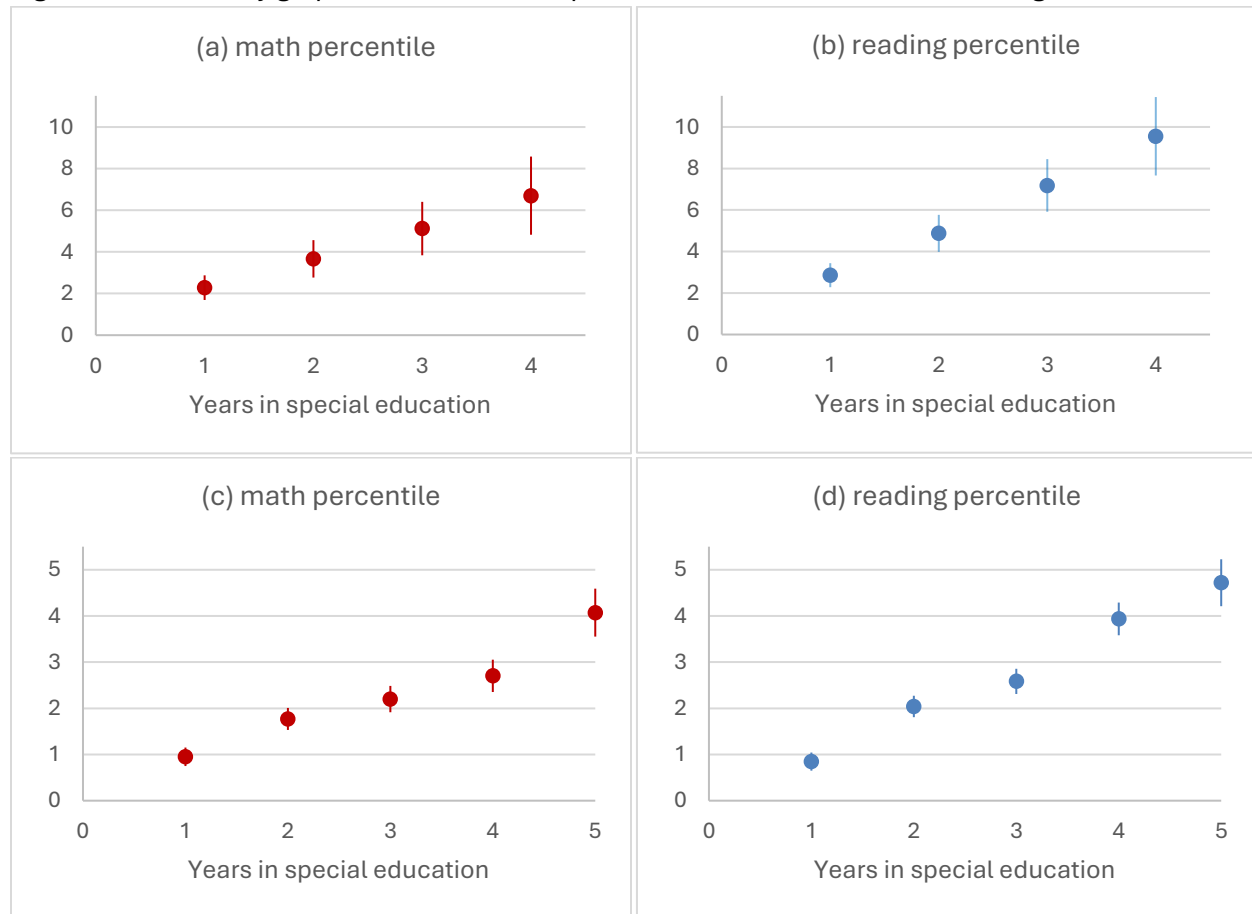 (a) math percentile
10
8
6
4
2
0
0 1 2 3 4
Years in special education
(b) reading percentile
10
8
6
4
2
0
0 1 2 3 4
Years in special education
(c) math percentile
5
4
3
2
1
0
0 1 2 3 4 5
Years in special education
(d) reading percentile
5
4
3
2
1
0
0 1 2 3 4 5
Years in special education